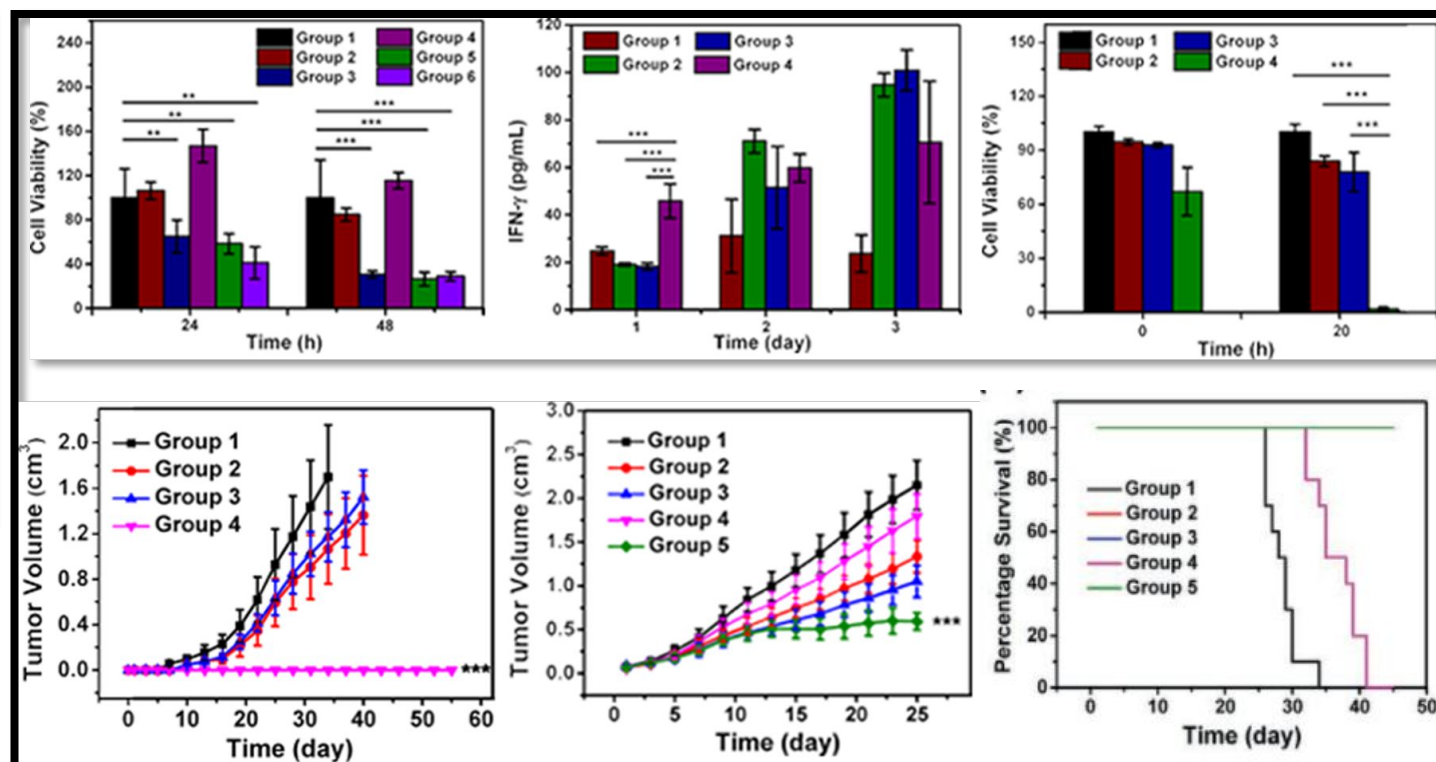 Cell Viability (%)
240
200
160
120
80
40
0
Group 1 Group 4
Group 2 Group 5
Group 3 Group 6
** ***
** ***
** ***
24 48
Time (h)
IFN-γ (pg/mL)
120
100
80
60
40
20
0
Group 1 Group 3
Group 2 Group 4
***
***
***
1 2 3
Time (day)
Cell Viability (%)
150
120
90
60
30
0
Group 1 Group 3
Group 2 Group 4
***
***
***
0 20
Time (h)
Tumor Volume (cm³)
2.0
1.6
1.2
0.8
0.4
0.0
Group 1
Group 2
Group 3
Group 4
***
0 10 20 30 40 50 60
Time (day)
Tumor Volume (cm³)
3.0
2.5
2.0
1.5
1.0
0.5
0.0
Group 1
Group 2
Group 3
Group 4
Group 5
***
0 5 10 15 20 25
Time (day)
Percentage Survival (%)
100
80
60
40
20
0
Group 1
Group 2
Group 3
Group 4
Group 5
0 10 20 30 40 50
Time (day)